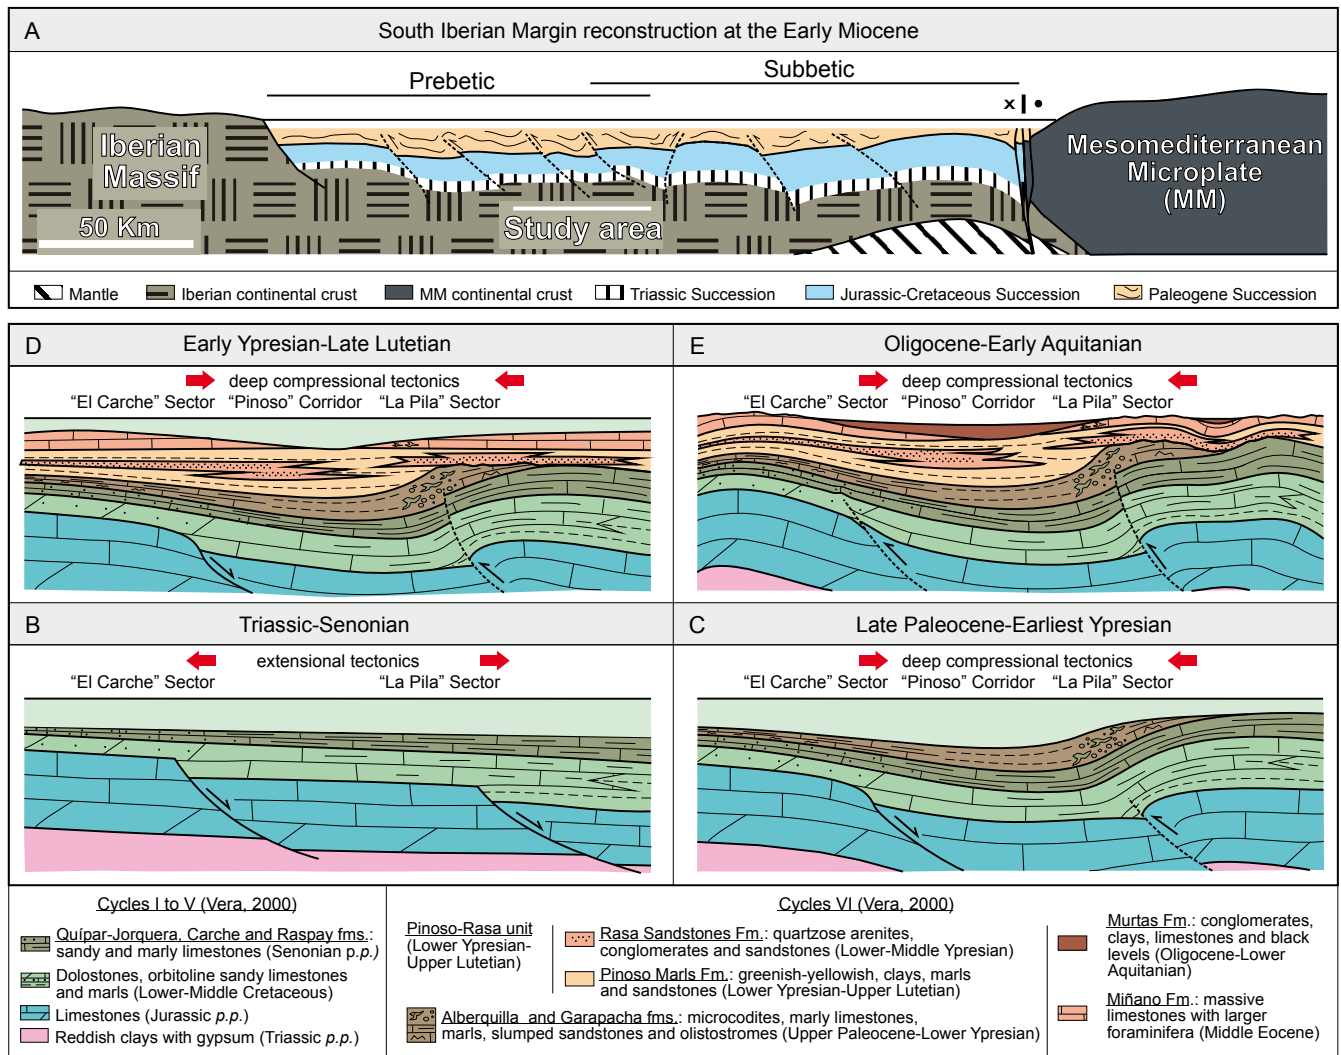 A
South Iberian Margin reconstruction at the Early Miocene
Prebetic
Subbetic
x
Iberian
Massif
50 Km
Study area
Mesomediterranean
Microplate
(MM)
Mantle
Iberian continental crust
MM continental crust
Triassic Succession
Jurassic-Cretaceous Succession
Paleogene Succession
D
Early Ypresian-Late Lutetian
deep compressional tectonics
“El Carche” Sector “Pinoso” Corridor “La Pila” Sector
E
Oligocene-Early Aquitanian
deep compressional tectonics
“El Carche” Sector “Pinoso” Corridor “La Pila” Sector
B
Triassic-Senonian
extensional tectonics
“El Carche” Sector “La Pila” Sector
C
Late Paleocene-Earliest Ypresian
deep compressional tectonics
“El Carche” Sector “Pinoso” Corridor “La Pila” Sector
Cycles I to V (Vera, 2000)
Quípar-Jorquera, Carche and Raspay fms.:
sandy and marly limestones (Senonian p.p.)
Dolostones, orbitoline sandy limestones
and marls (Lower-Middle Cretaceous)
Limestones (Jurassic p.p.)
Reddish clays with gypsum (Triassic p.p.)
Cycles VI (Vera, 2000)
Pinoso-Rasa unit
(Lower Ypresian-
Upper Lutetian)
Rasa Sandstones Fm.: quartzose arenites,
conglomerates and sandstones (Lower-Middle Ypresian)
Pinoso Marls Fm.: greenish-yellowish, clays, marls
and sandstones (Lower Ypresian-Upper Lutetian)
Alberquilla and Garapacha fms.: microcodites, marly limestones,
marls, slumped sandstones and olistostromes (Upper Paleocene-Lower Ypresian)
Murtas Fm.: conglomerates,
clays, limestones and black
levels (Oligocene-Lower
Aquitanian)
Miñano Fm.: massive
limestones with larger
foraminifera (Middle Eocene)